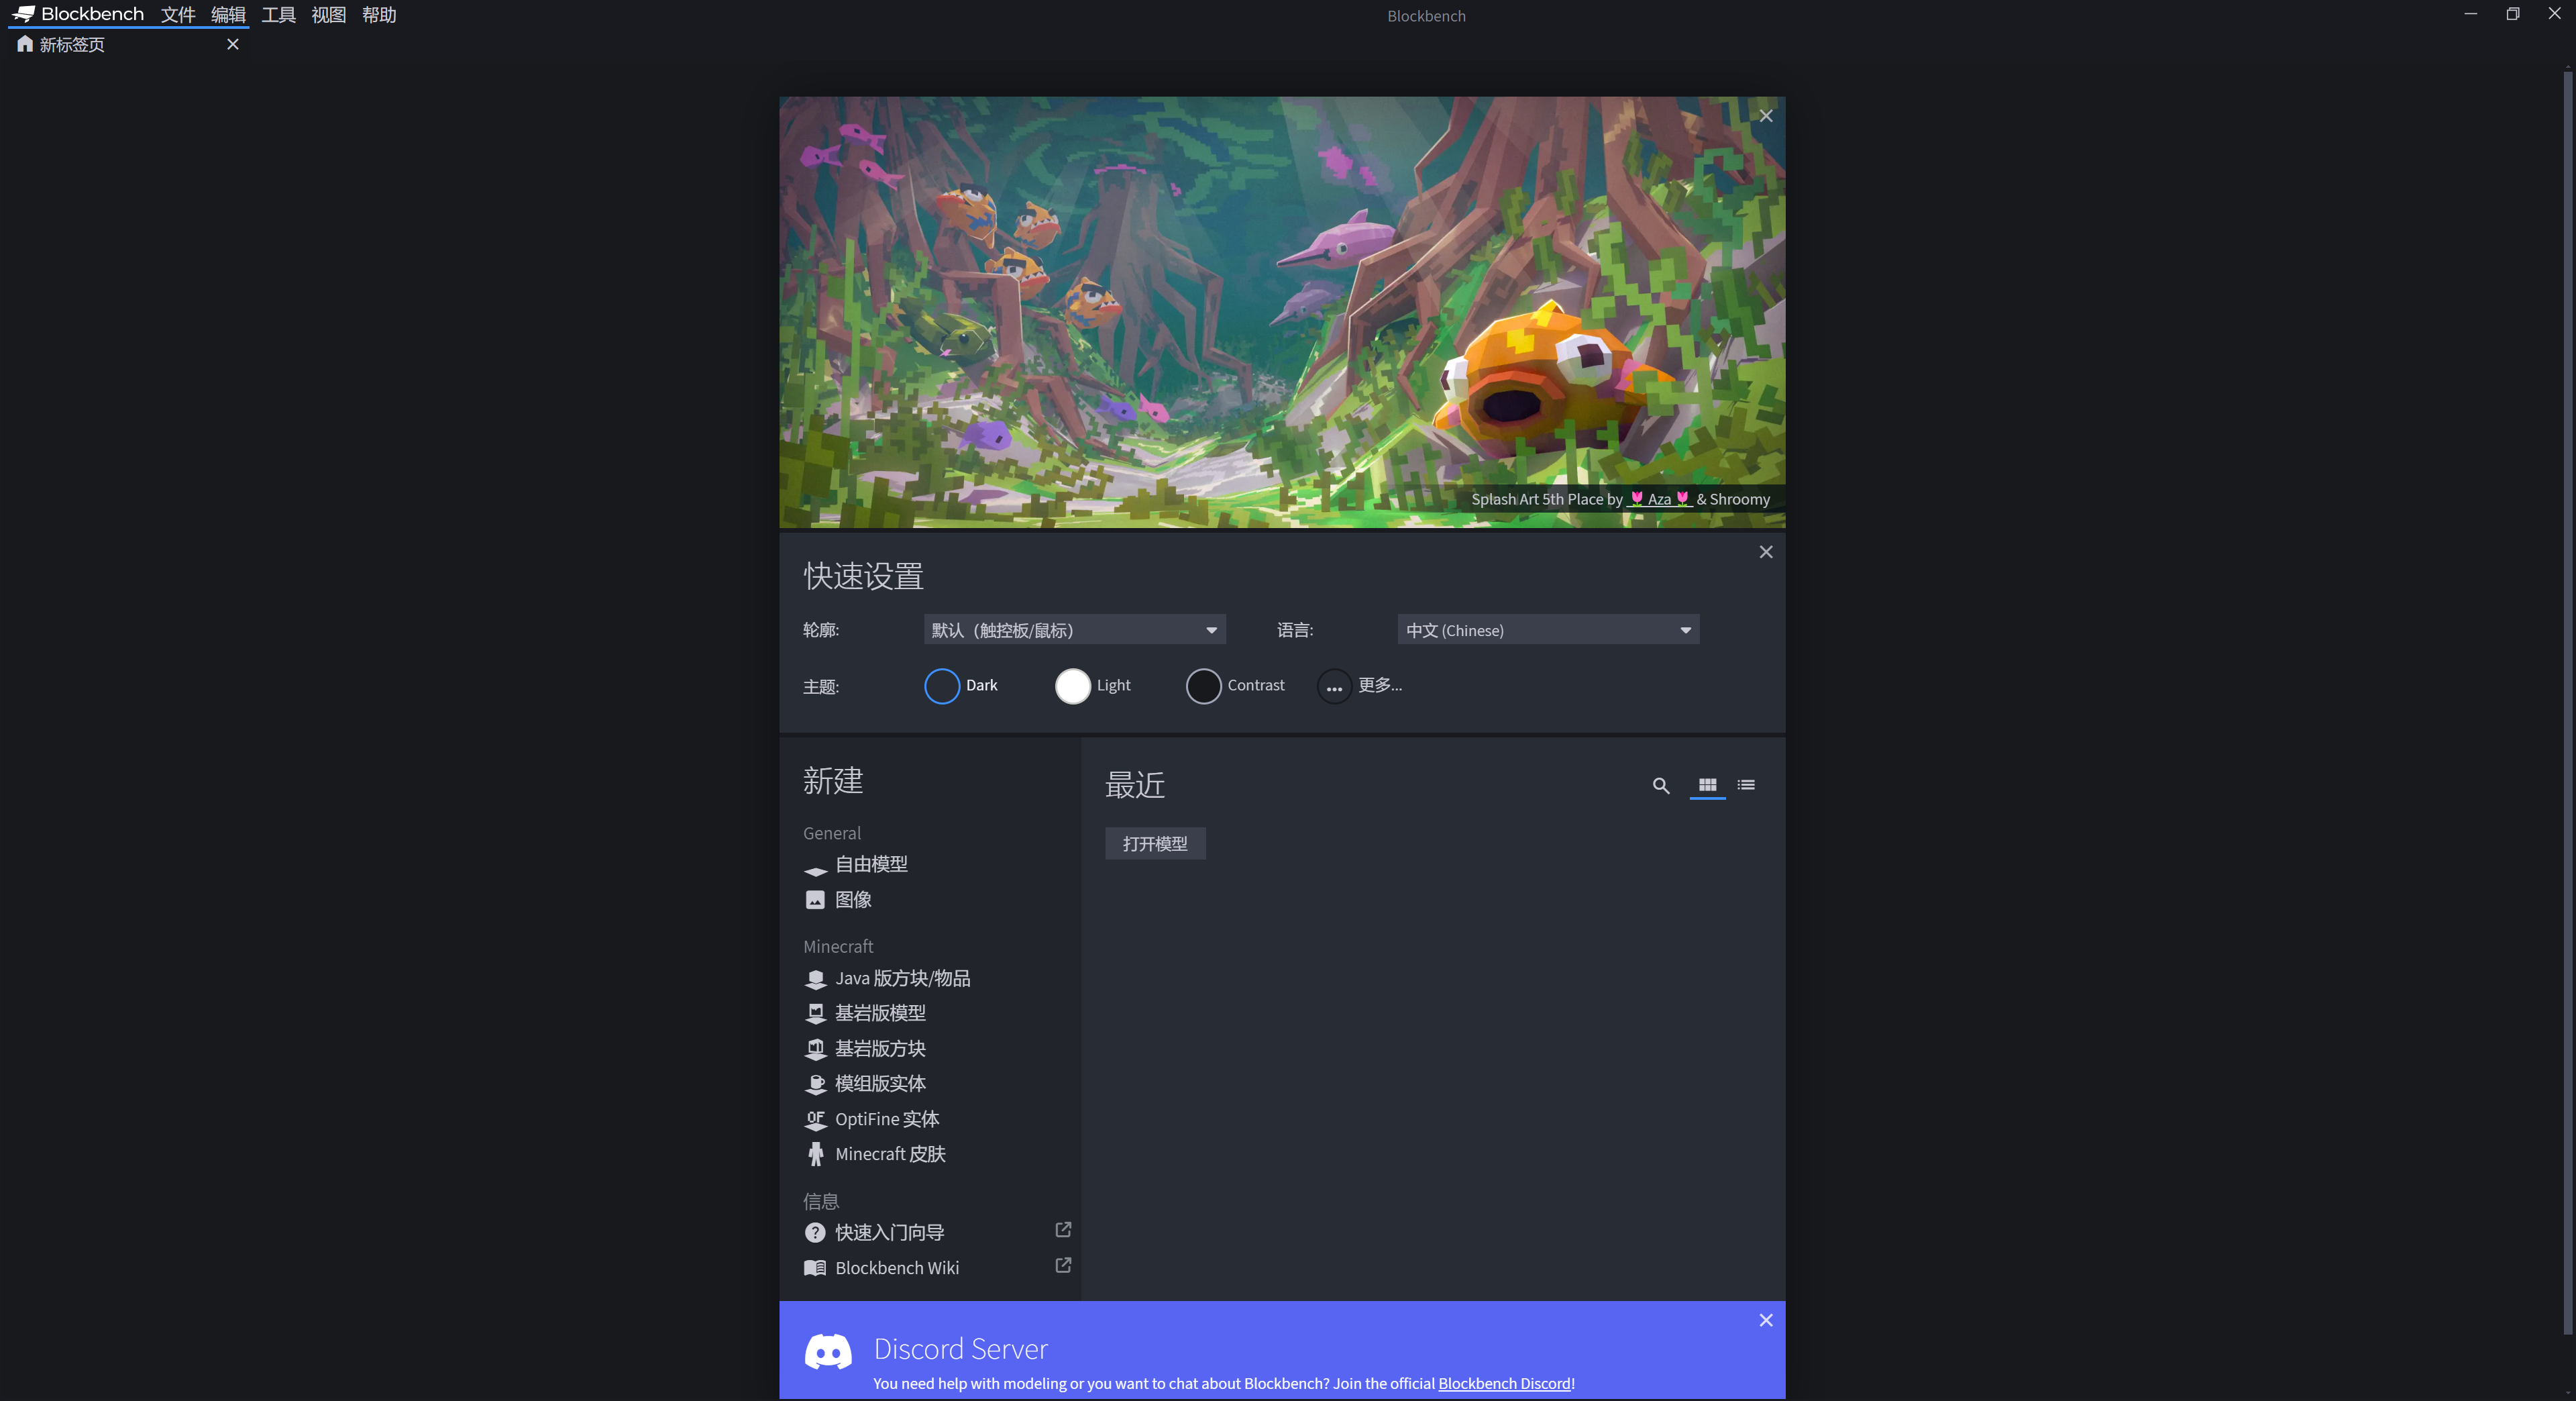 Blockbench 文件 编辑 工具 视图 帮助
Blockbench
新标签页
Splash Art 5th Place by 🌷 Aza 🌷 & Shroomy
快速设置
轮廓: 默认（触控板/鼠标） 语言: 中文 (Chinese)
主题: Dark Light Contrast 更多...
新建
General
自由模型
图像
Minecraft
Java 版方块/物品
基岩版模型
基岩版方块
模组版实体
OF
OptiFine 实体
Minecraft 皮肤
信息
快速入门向导
Blockbench Wiki
最近
打开模型
Discord Server
You need help with modeling or you want to chat about Blockbench? Join the official Blockbench Discord!